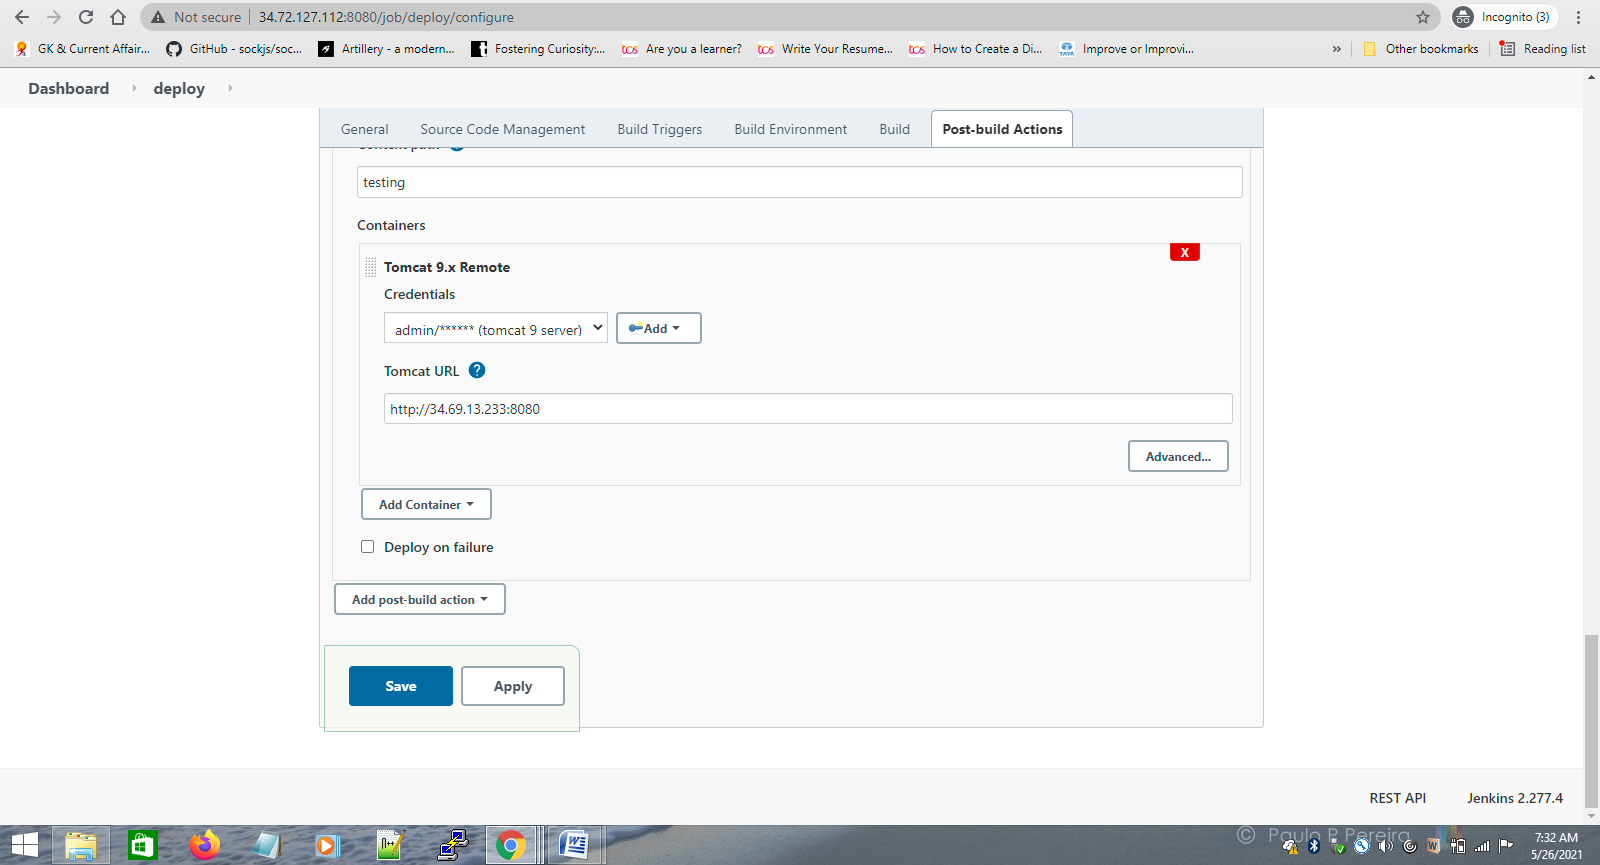 Not secure | 34.72.127.112:8080/job/deploy/configure
Incognito (3)
GK & Current Affair...
GitHub - sockjs/soc...
Artillery - a modern...
Fostering Curiosity:...
Are you a learner?
Write Your Resume...
How to Create a Di...
Improve or Improvi...
»
Other bookmarks
Reading list
Dashboard
deploy
General
Source Code Management
Build Triggers
Build Environment
Build
Post-build Actions
Context path
testing
Containers
X
Tomcat 9.x Remote
Credentials
admin/****** (tomcat 9 server)
Add
Tomcat URL ?
http://34.69.13.233:8080
Advanced...
Add Container
Deploy on failure
Add post-build action
Save
Apply
REST API
Jenkins 2.277.4
© Paulo P Pereira
7:32 AM
5/26/2021